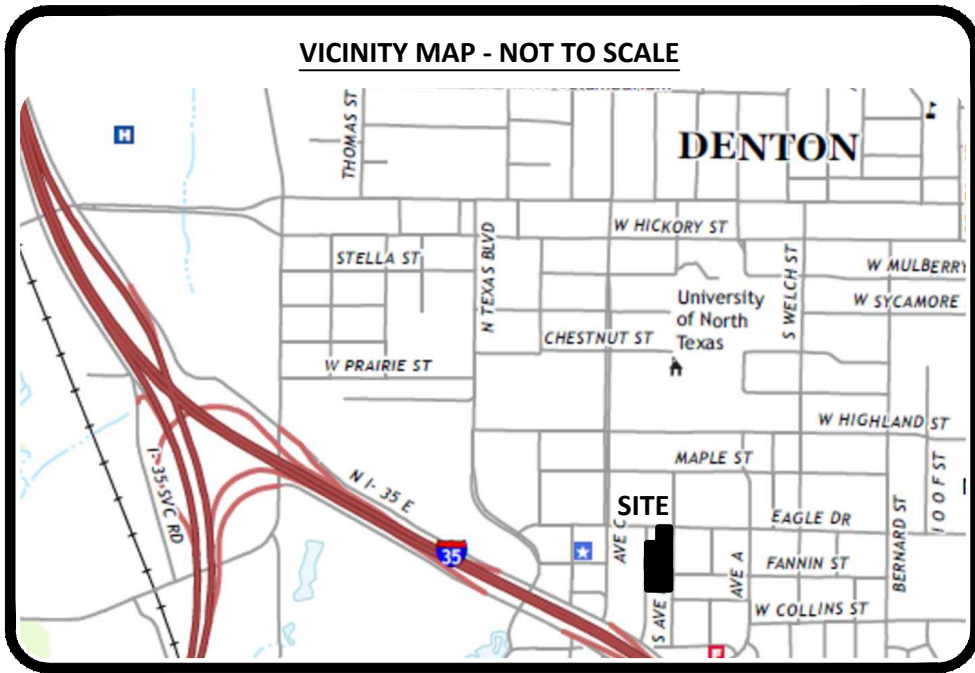 VICINITY MAP - NOT TO SCALE
H
THOMAS ST
DENTON
W HICKORY ST
STELLA ST
N TEXAS BLVD
S WELCH ST
W MULBERRY
University
of North
Texas
W SYCAMORE
CHESTNUT ST
W PRAIRIE ST
W HIGHLAND ST
MAPLE ST
I-35 SVC RD
N I-35 E
35
SITE
AVE C
EAGLE DR
BERNARD ST
I O O F ST
AVE A
FANNIN ST
S AVE
W COLLINS ST